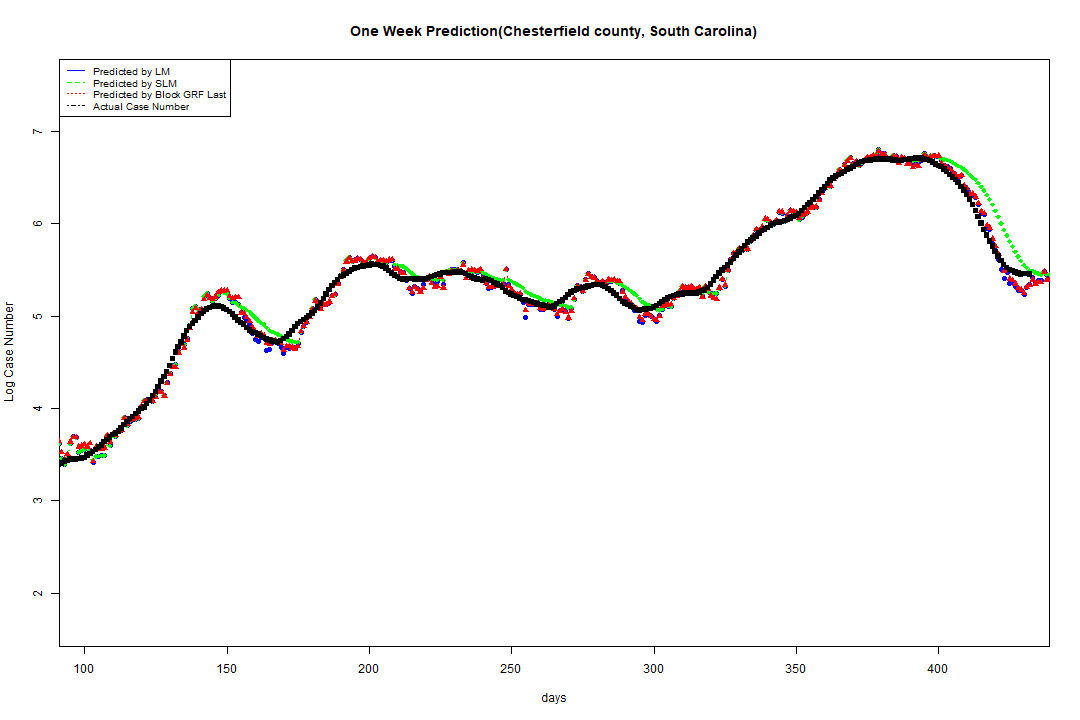 One Week Prediction(Chesterfield county, South Carolina)
Predicted by LM
Predicted by SLM
Predicted by Block GRF Last
Actual Case Number
7
6
5
4
3
2
Log Case Number
100 150 200 250 300 350 400
days